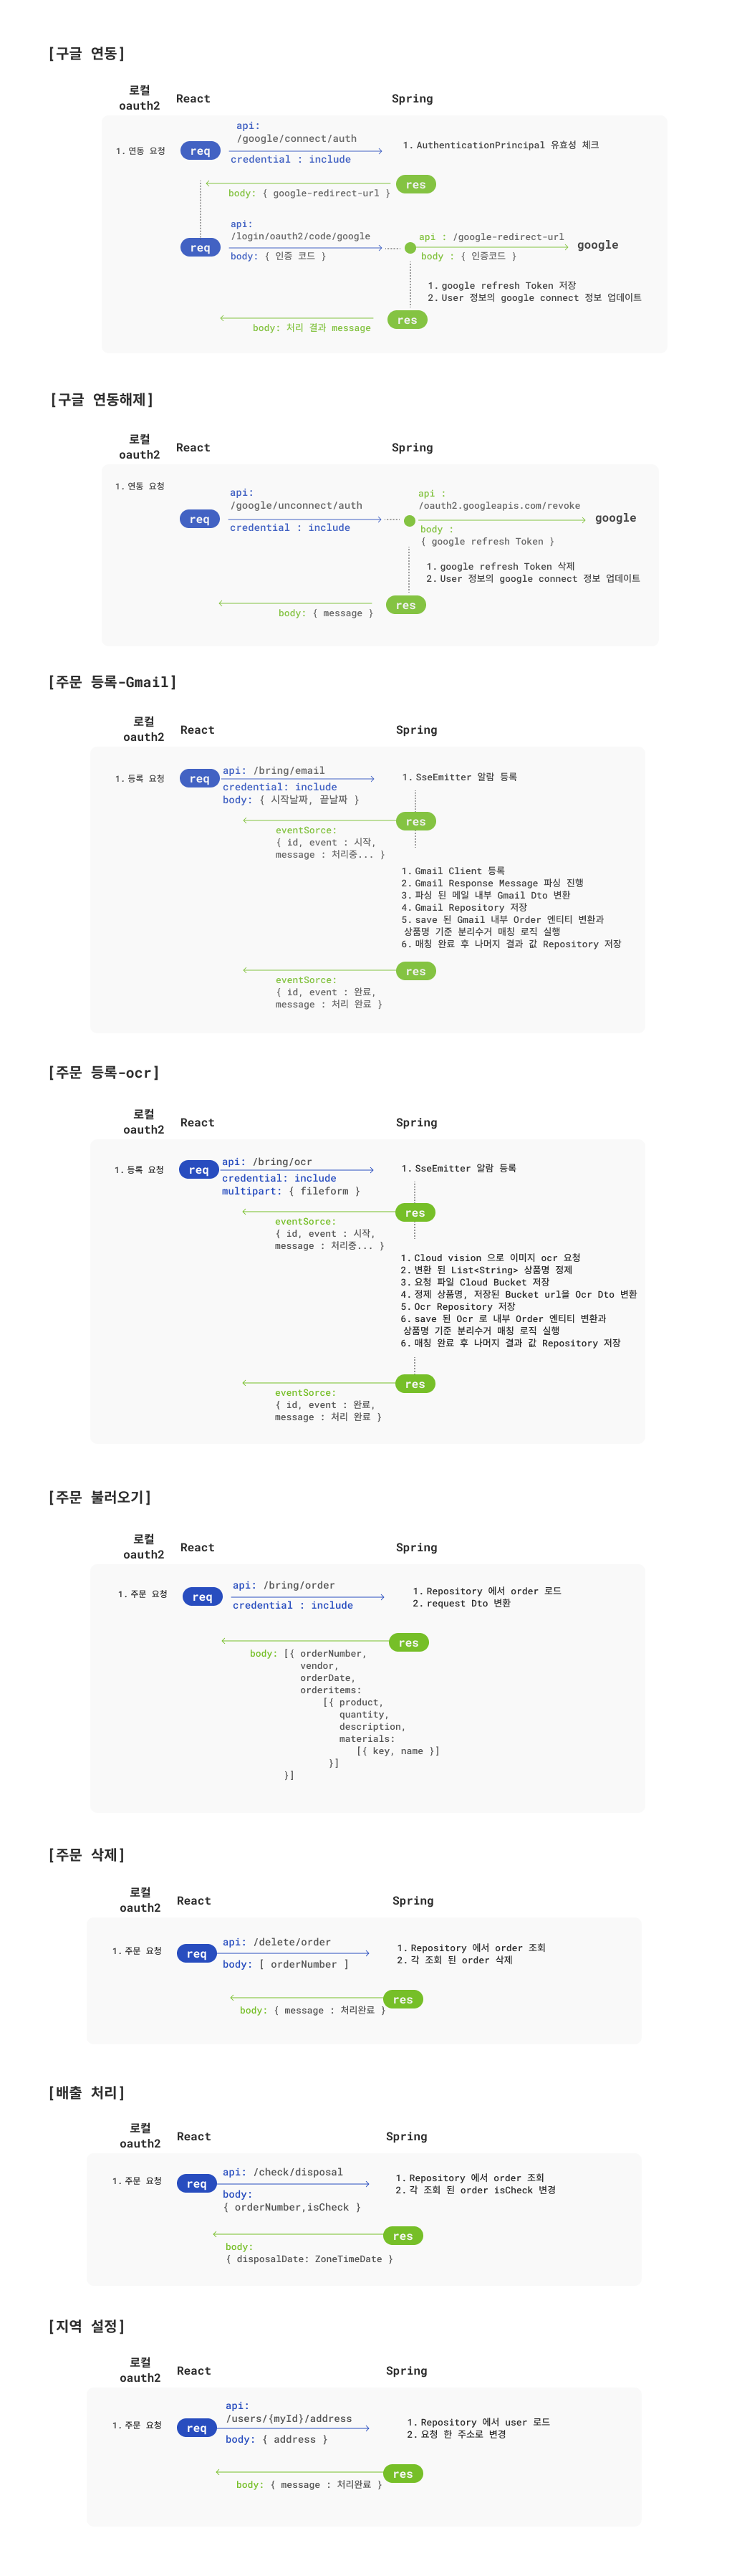 [구글 연동]
로컬
oauth2
React
Spring
1. 연동 요청
req
api:
/google/connect/auth
credential : include
1. AuthenticationPrincipal 유효성 체크
res
body: { google-redirect-url }
req
api:
/login/oauth2/code/google
body: { 인증 코드 }
api : /google-redirect-url
body : { 인증코드 }
google
1. google refresh Token 저장
2. User 정보의 google connect 정보 업데이트
res
body: 처리 결과 message
[구글 연동해제]
로컬
oauth2
React
Spring
1. 연동 요청
req
api:
/google/unconnect/auth
credential : include
api :
/oauth2.googleapis.com/revoke
body :
{ google refresh Token }
google
1. google refresh Token 삭제
2. User 정보의 google connect 정보 업데이트
res
body: { message }
[주문 등록-Gmail]
로컬
oauth2
React
Spring
1. 등록 요청
req
api: /bring/email
credential: include
body: { 시작날짜, 끝날짜 }
1. SseEmitter 알람 등록
res
eventSorce:
{ id, event : 시작,
message : 처리중... }
1. Gmail Client 등록
2. Gmail Response Message 파싱 진행
3. 파싱 된 메일 내부 Gmail Dto 변환
4. Gmail Repository 저장
5. save 된 Gmail 내부 Order 엔티티 변환과
상품명 기준 분리수거 매칭 로직 실행
6. 매칭 완료 후 나머지 결과 값 Repository 저장
res
eventSorce:
{ id, event : 완료,
message : 처리 완료 }
[주문 등록-ocr]
로컬
oauth2
React
Spring
1. 등록 요청
req
api: /bring/ocr
credential: include
multipart: { fileform }
1. SseEmitter 알람 등록
res
eventSorce:
{ id, event : 시작,
message : 처리중... }
1. Cloud vision 으로 이미지 ocr 요청
2. 변환 된 List<String> 상품명 정제
3. 요청 파일 Cloud Bucket 저장
4. 정제 상품명, 저장된 Bucket url을 Ocr Dto 변환
5. Ocr Repository 저장
6. save 된 Ocr 로 내부 Order 엔티티 변환과
상품명 기준 분리수거 매칭 로직 실행
6. 매칭 완료 후 나머지 결과 값 Repository 저장
res
eventSorce:
{ id, event : 완료,
message : 처리 완료 }
[주문 불러오기]
로컬
oauth2
React
Spring
1. 주문 요청
req
api: /bring/order
credential : include
1. Repository 에서 order 로드
2. request Dto 변환
res
body: [{ orderNumber,
vendor,
orderDate,
orderitems:
[{ product,
quantity,
description,
materials:
[{ key, name }]
}]
}]
[주문 삭제]
로컬
oauth2
React
Spring
1. 주문 요청
req
api: /delete/order
body: [ orderNumber ]
1. Repository 에서 order 조회
2. 각 조회 된 order 삭제
res
body: { message : 처리완료 }
[배출 처리]
로컬
oauth2
React
Spring
1. 주문 요청
req
api: /check/disposal
body:
{ orderNumber,isCheck }
1. Repository 에서 order 조회
2. 각 조회 된 order isCheck 변경
res
body:
{ disposalDate: ZoneTimeDate }
[지역 설정]
로컬
oauth2
React
Spring
1. 주문 요청
req
api:
/users/{myId}/address
body: { address }
1. Repository 에서 user 로드
2. 요청 한 주소로 변경
res
body: { message : 처리완료 }